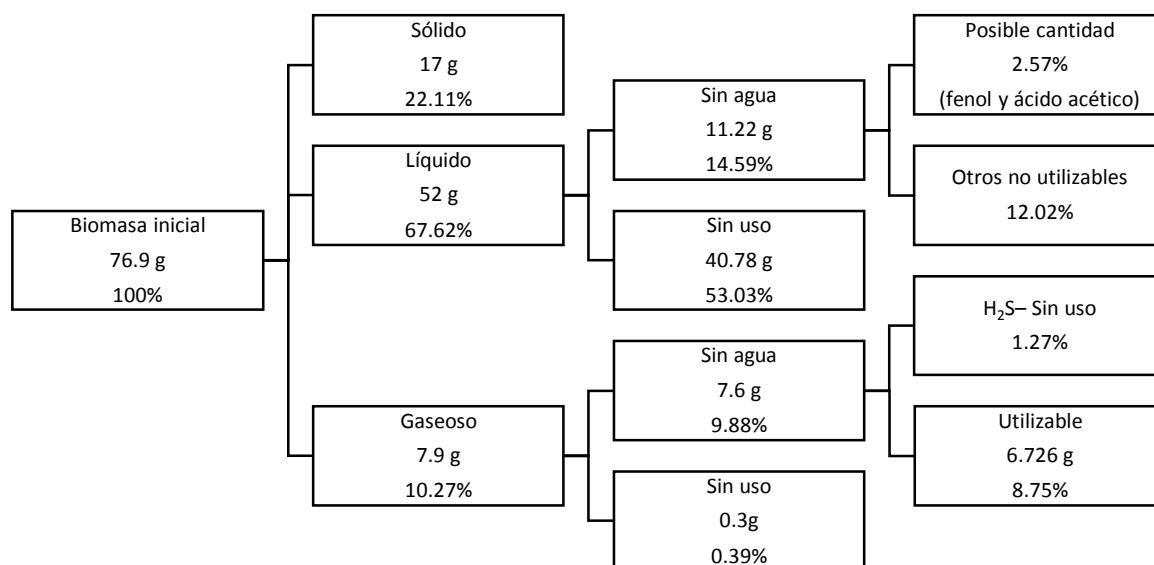 Biomasa inicial
76.9 g
100%
Sólido
17 g
22.11%
Líquido
52 g
67.62%
Gaseoso
7.9 g
10.27%
Sin agua
11.22 g
14.59%
Sin uso
40.78 g
53.03%
Sin agua
7.6 g
9.88%
Sin uso
0.3g
0.39%
Posible cantidad
2.57%
(fenol y ácido acético)
Otros no utilizables
12.02%
H₂S– Sin uso
1.27%
Utilizable
6.726 g
8.75%